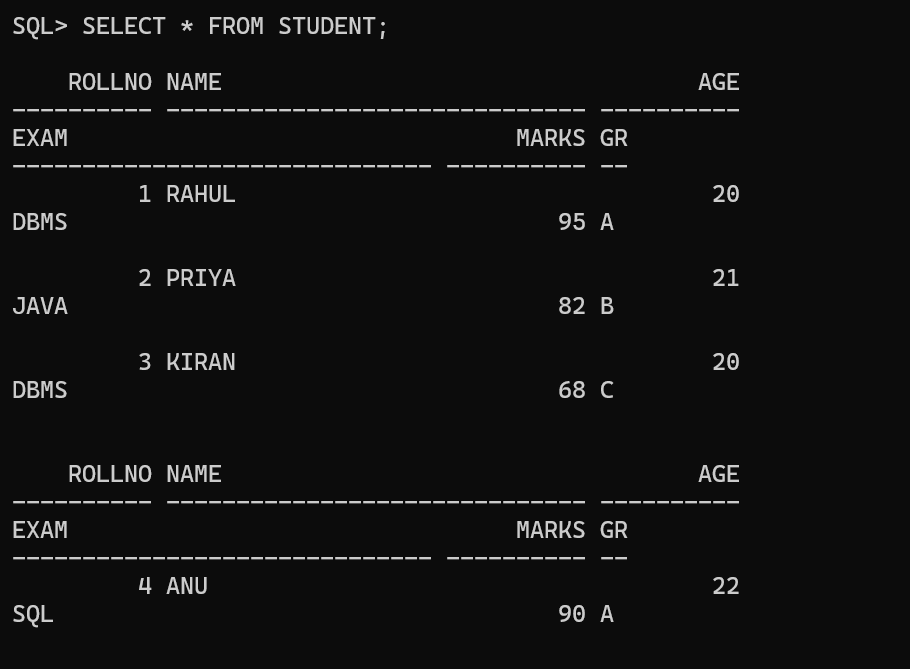 SQL> SELECT * FROM STUDENT;
    ROLLNO NAME                                  AGE
---------- ------------------------------ ----------
EXAM                                MARKS GR
------------------------------ ---------- --
         1 RAHUL                                  20
DBMS                                   95 A
         2 PRIYA                                  21
JAVA                                   82 B
         3 KIRAN                                  20
DBMS                                   68 C
    ROLLNO NAME                                  AGE
---------- ------------------------------ ----------
EXAM                                MARKS GR
------------------------------ ---------- --
         4 ANU                                    22
SQL                                    90 A